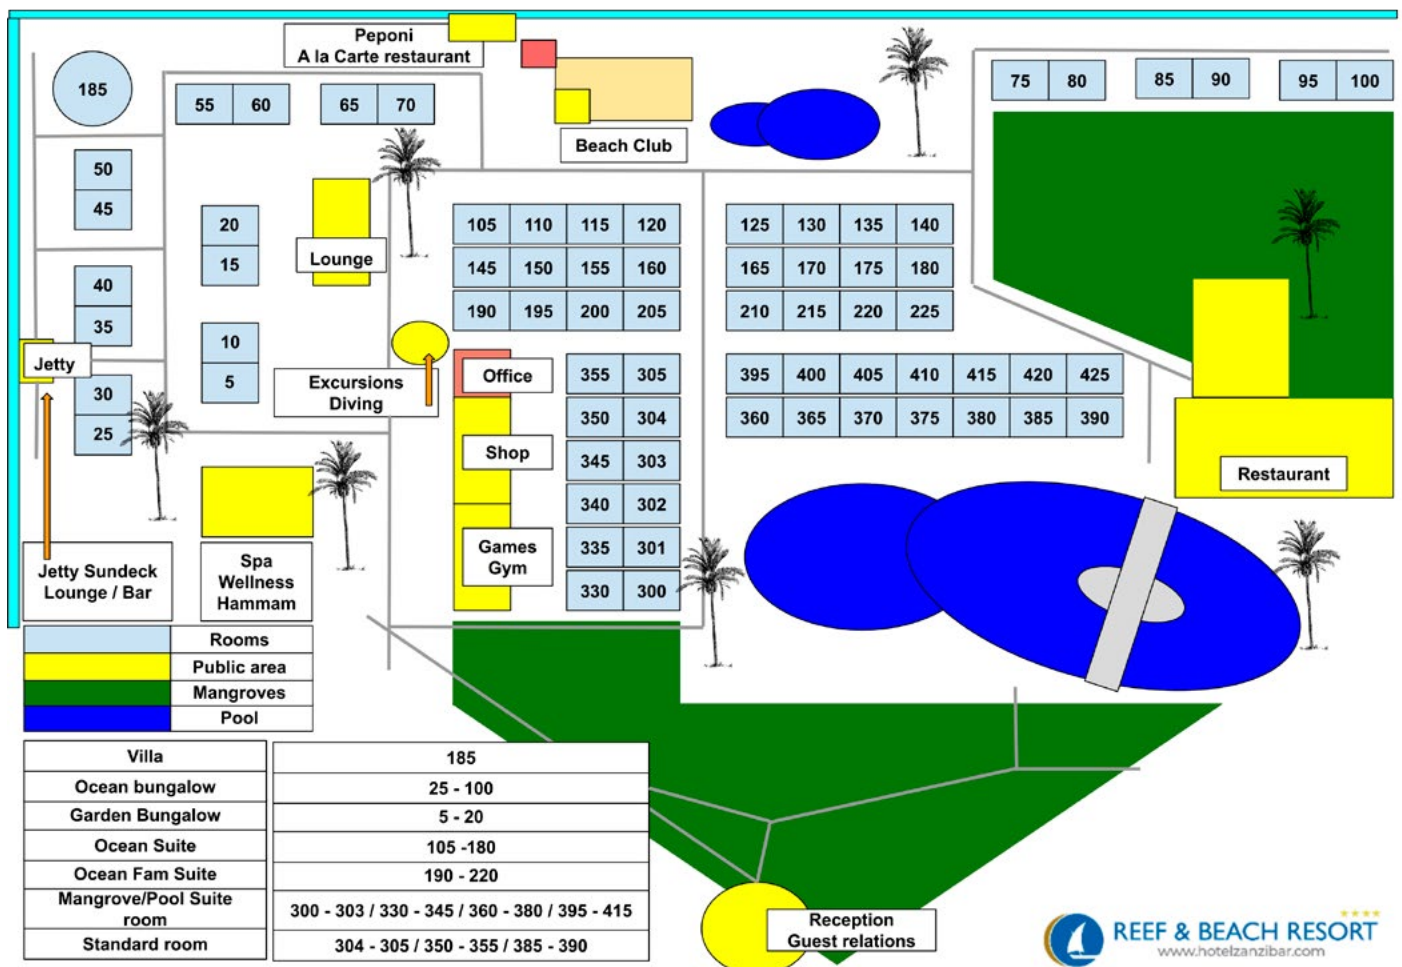 Peponi
A la Carte restaurant
185
55 60 65 70
75 80 85 90 95 100
Beach Club
50
45
20
15
Lounge
105 110 115 120
125 130 135 140
145 150 155 160
165 170 175 180
190 195 200 205
210 215 220 225
40
35
Jetty
10
5
30
25
Excursions
Diving
Office
355 305
395 400 405 410 415 420 425
350 304
360 365 370 375 380 385 390
Shop
345 303
340 302
Games
Gym
335 301
330 300
Restaurant
Jetty Sundeck
Lounge / Bar
Spa
Wellness
Hammam
Rooms
Public area
Mangroves
Pool
Villa 185
Ocean bungalow 25 - 100
Garden Bungalow 5 - 20
Ocean Suite 105 -180
Ocean Fam Suite 190 - 220
Mangrove/Pool Suite
room 300 - 303 / 330 - 345 / 360 - 380 / 395 - 415
Standard room 304 - 305 / 350 - 355 / 385 - 390
Reception
Guest relations
REEF & BEACH RESORT
www.hotelzanzibar.com